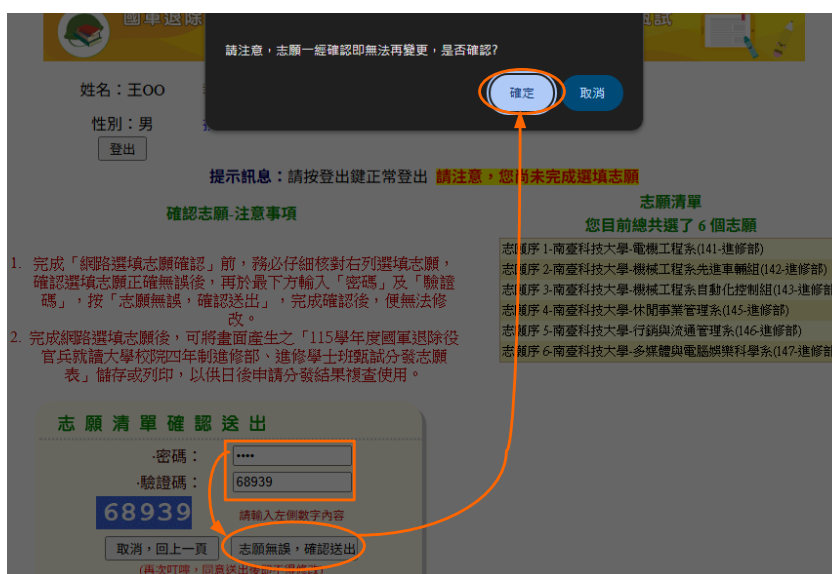 國軍退除
試
請注意，志願一經確認即無法再變更，是否確認?
確定
取消
姓名：王OO
性別：男
登出
提示訊息：請按登出鍵正常登出 請注意，您尚未完成選填志願
確認志願-注意事項
志願清單
您目前總共選了 6 個志願
志願序 1-南臺科技大學-電機工程系(141-進修部)
志願序 2-南臺科技大學-機械工程系先進車輛組(142-進修部)
志願序 3-南臺科技大學-機械工程系自動化控制組(143-進修部
志願序 4-南臺科技大學-休閒事業管理系(145-進修部)
志願序 5-南臺科技大學-行銷與流通管理系(146-進修部)
志願序 6-南臺科技大學-多媒體與電腦娛樂科學系(147-進修部
1. 完成「網路選填志願確認」前，務必仔細核對右列選填志願，
確認選填志願正確無誤後，再於最下方輸入「密碼」及「驗證
碼」，按「志願無誤，確認送出」，完成確認後，便無法修
改。
2. 完成網路選填志願後，可將畫面產生之「115學年度國軍退除役
官兵就讀大學校院四年制進修部、進修學士班甄試分發志願
表」儲存或列印，以供日後申請分發結果複查使用。
志願清單確認送出
·密碼： ••••
·驗證碼： 68939
68939 請輸入左側數字內容
取消，回上一頁 志願無誤，確認送出
(再次叮嚀，同意送出後即不得修改)